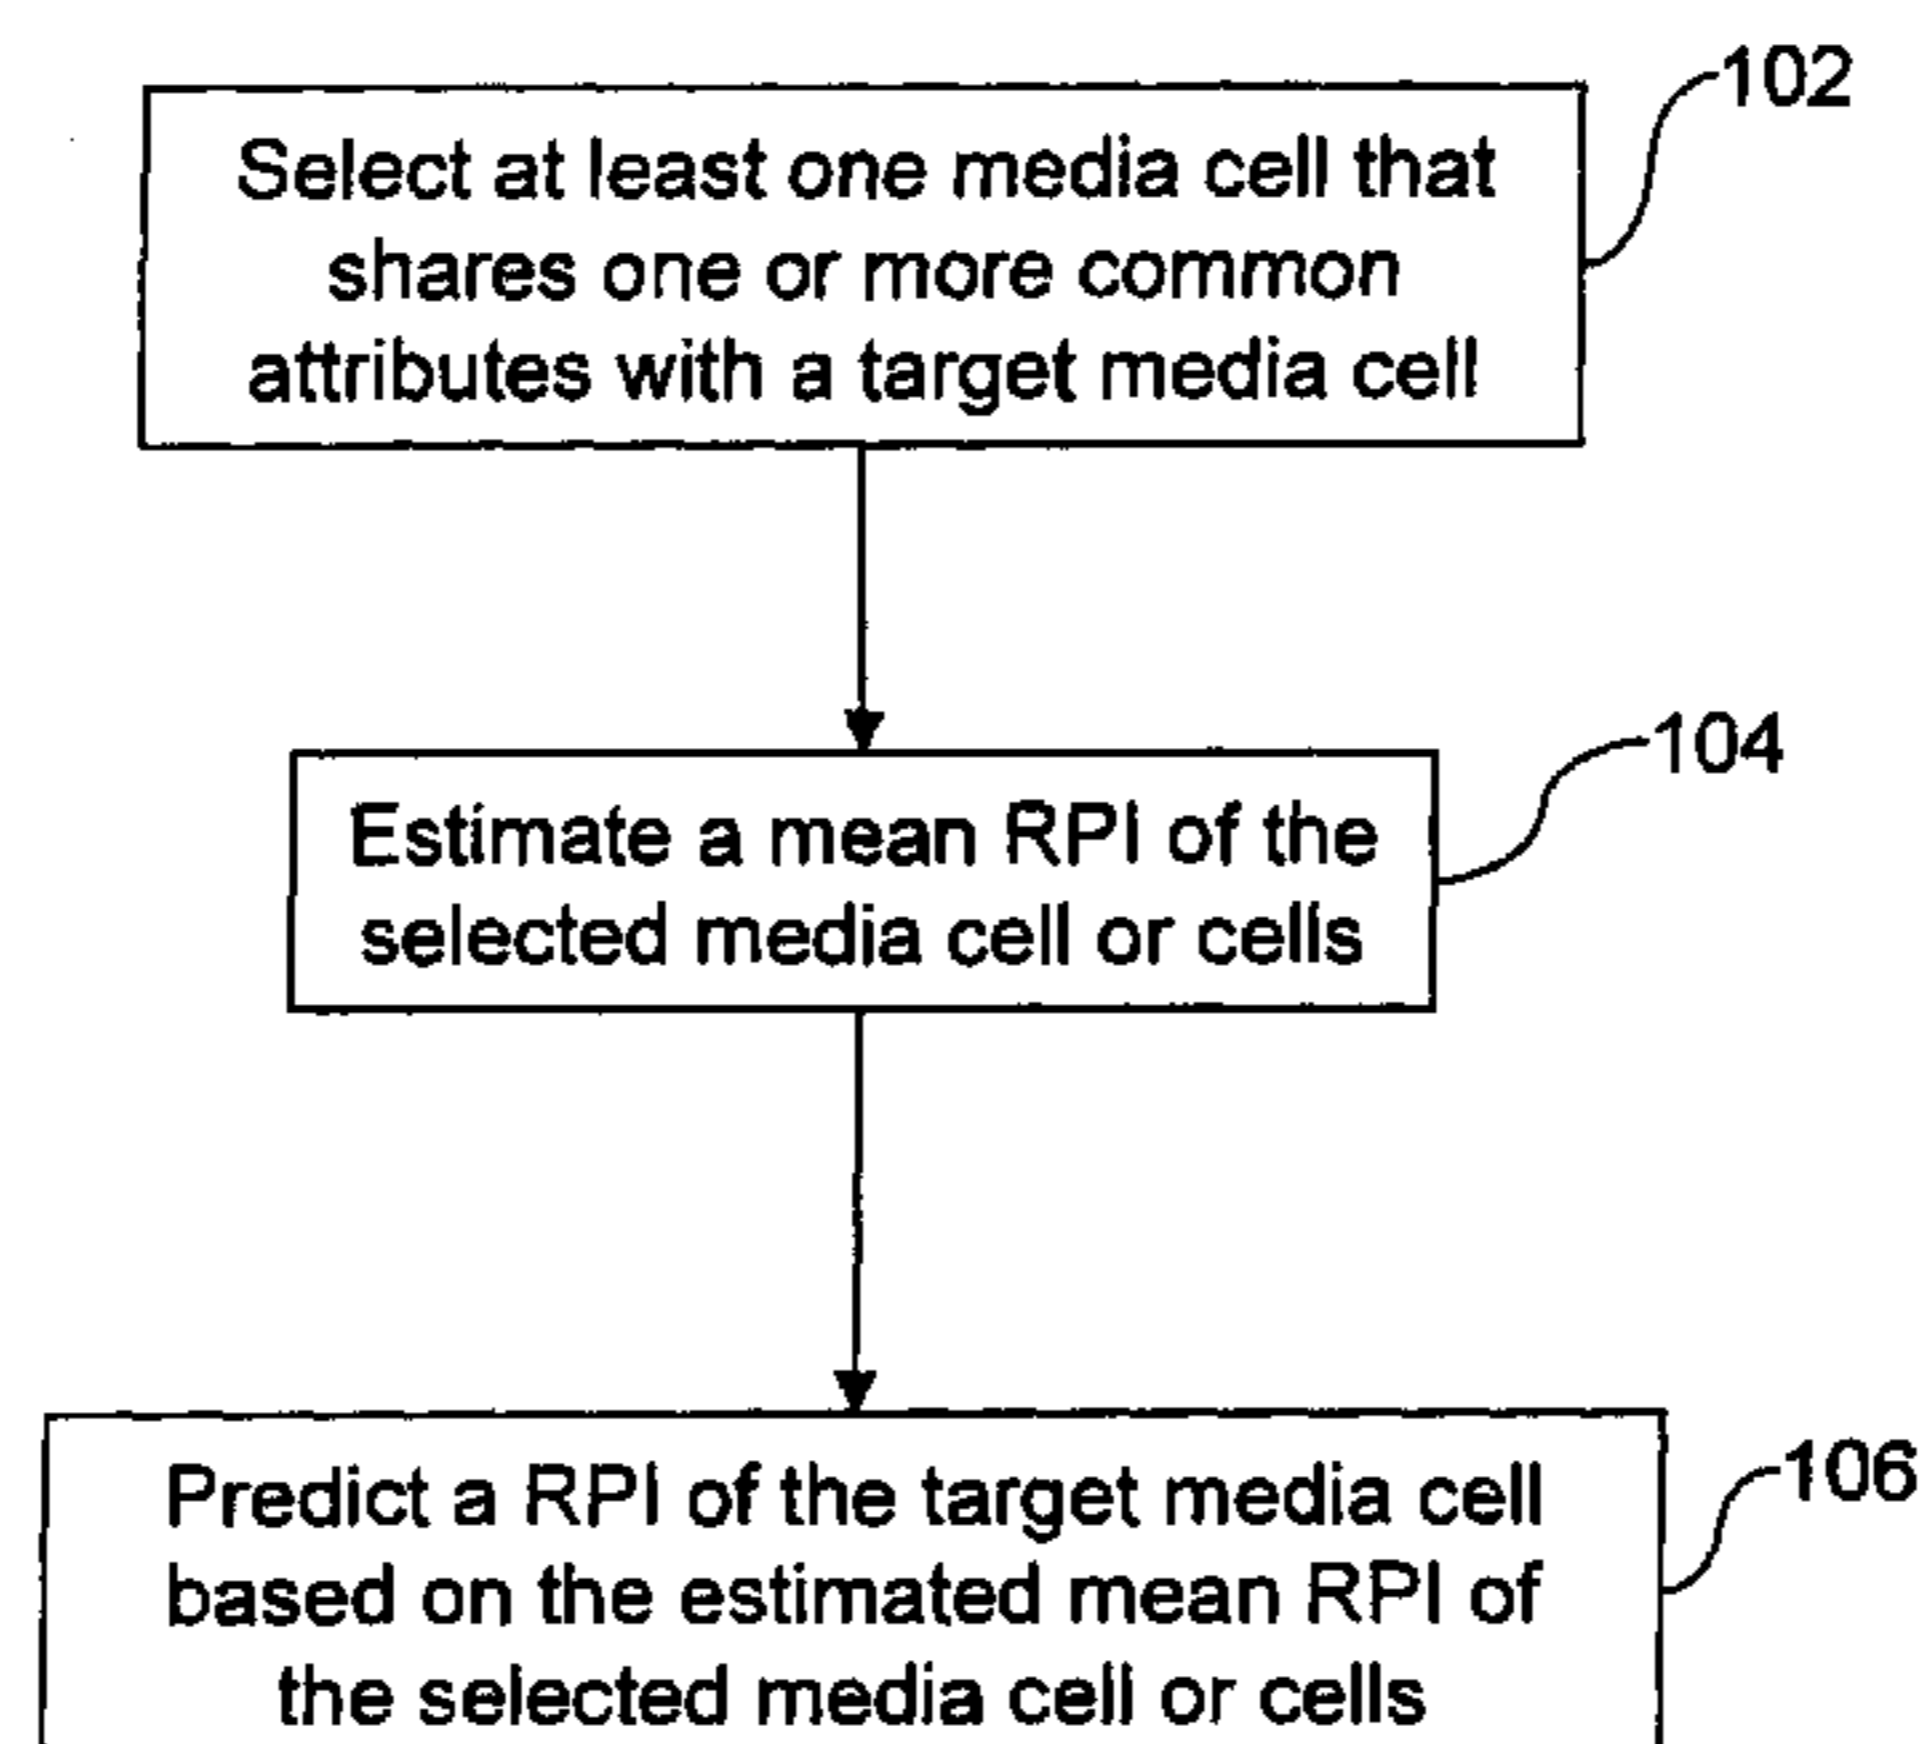 102
Select at least one media cell that
shares one or more common
attributes with a target media cell
104
Estimate a mean RPI of the
selected media cell or cells
106
Predict a RPI of the target media cell
based on the estimated mean RPI of
the selected media cell or cells